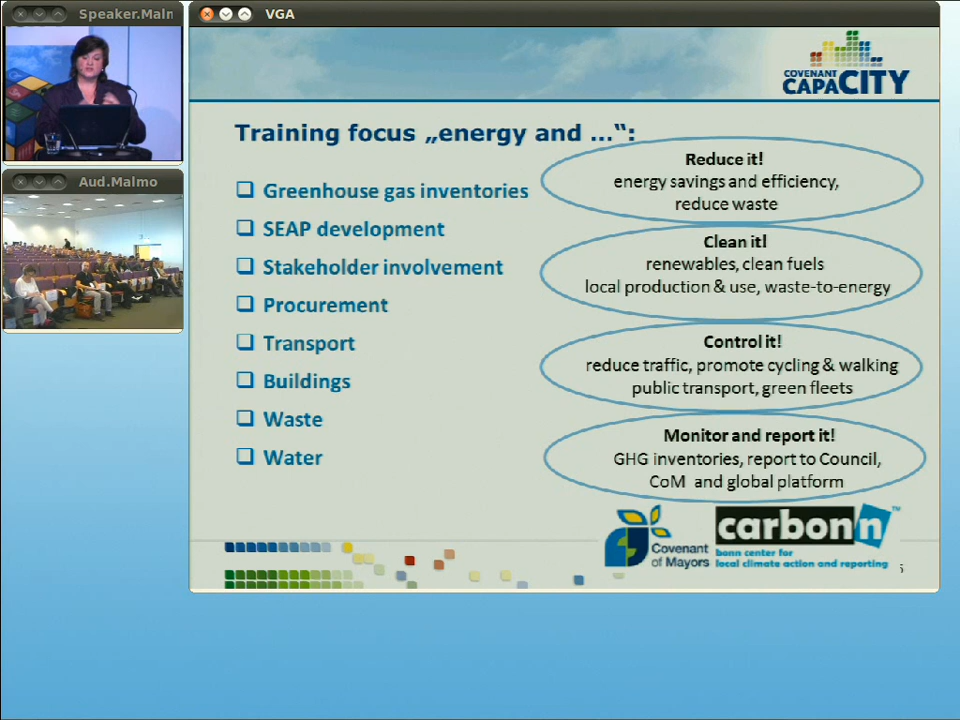 Speaker.Malm
VGA
Aud.Malmo
COVENANT
CAPACITY
Training focus „energy and ...“:
Greenhouse gas inventories
SEAP development
Stakeholder involvement
Procurement
Transport
Buildings
Waste
Water
Reduce it!
energy savings and efficiency,
reduce waste
Clean it!
renewables, clean fuels
local production & use, waste-to-energy
Control it!
reduce traffic, promote cycling & walking
public transport, green fleets
Monitor and report it!
GHG inventories, report to Council,
CoM and global platform
Covenant
of Mayors
carbonn™
bonn center for
local climate action and reporting
5